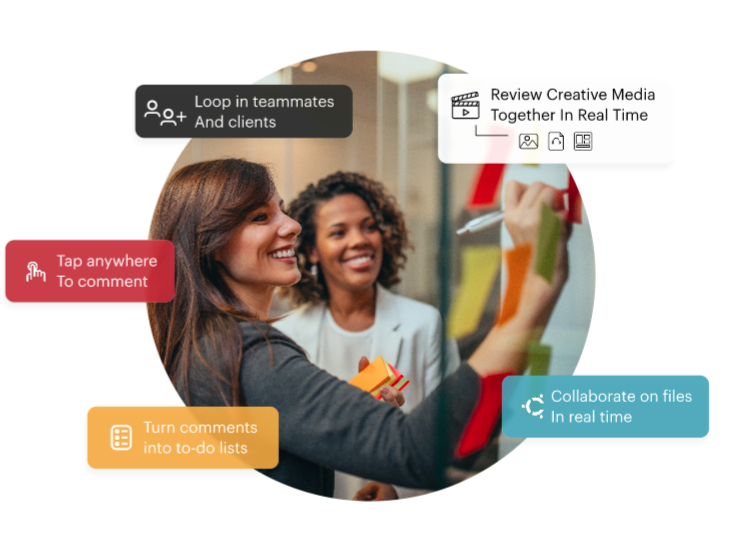 Loop in teammates
And clients
Review Creative Media
Together In Real Time
Tap anywhere
To comment
Collaborate on files
In real time
Turn comments
into to-do lists